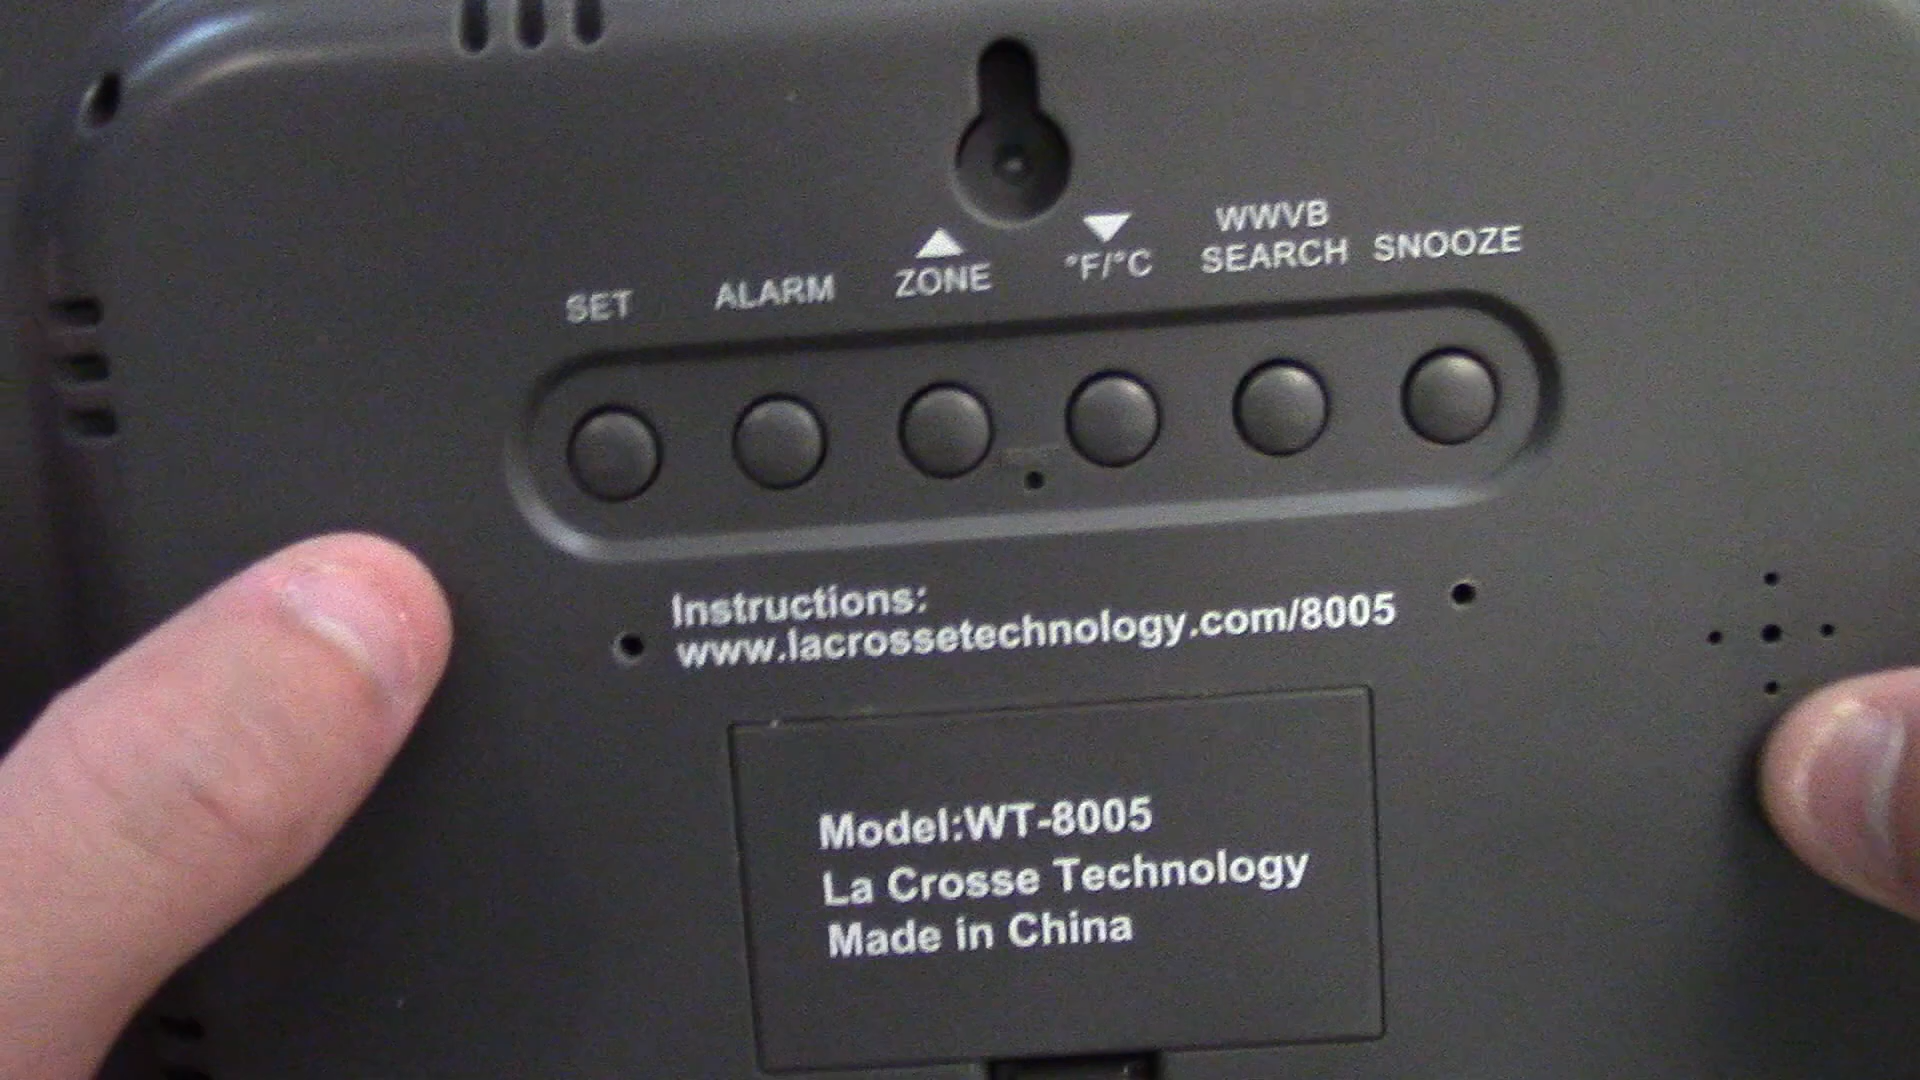 SET
ALARM
▲
ZONE
▼
°F/°C
WWVB
SEARCH
SNOOZE
Instructions:
www.lacrossetechnology.com/8005
Model:WT-8005
La Crosse Technology
Made in China